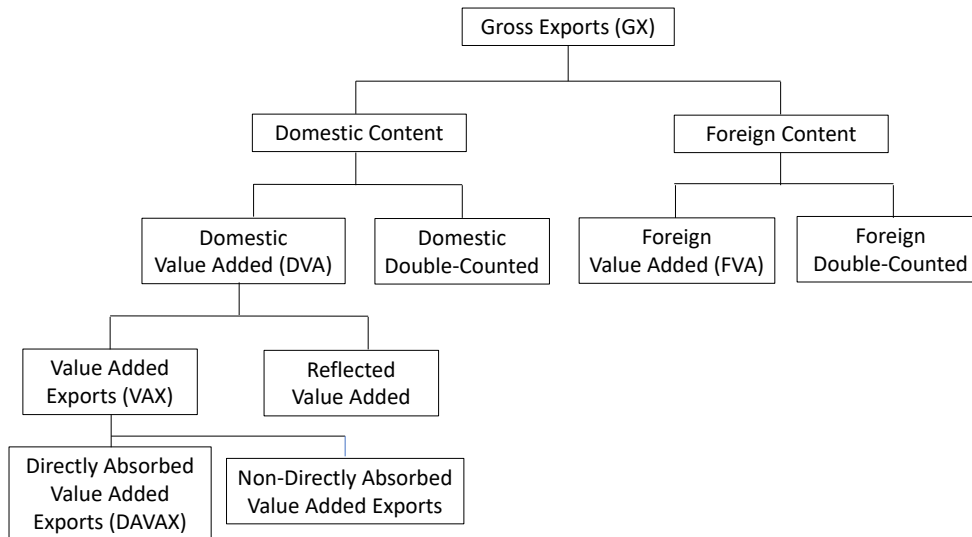 Gross Exports (GX)
Domestic Content
Foreign Content
Domestic
Value Added (DVA)
Domestic
Double-Counted
Foreign
Value Added (FVA)
Foreign
Double-Counted
Value Added
Exports (VAX)
Reflected
Value Added
Directly Absorbed
Value Added
Exports (DAVAX)
Non-Directly Absorbed
Value Added Exports